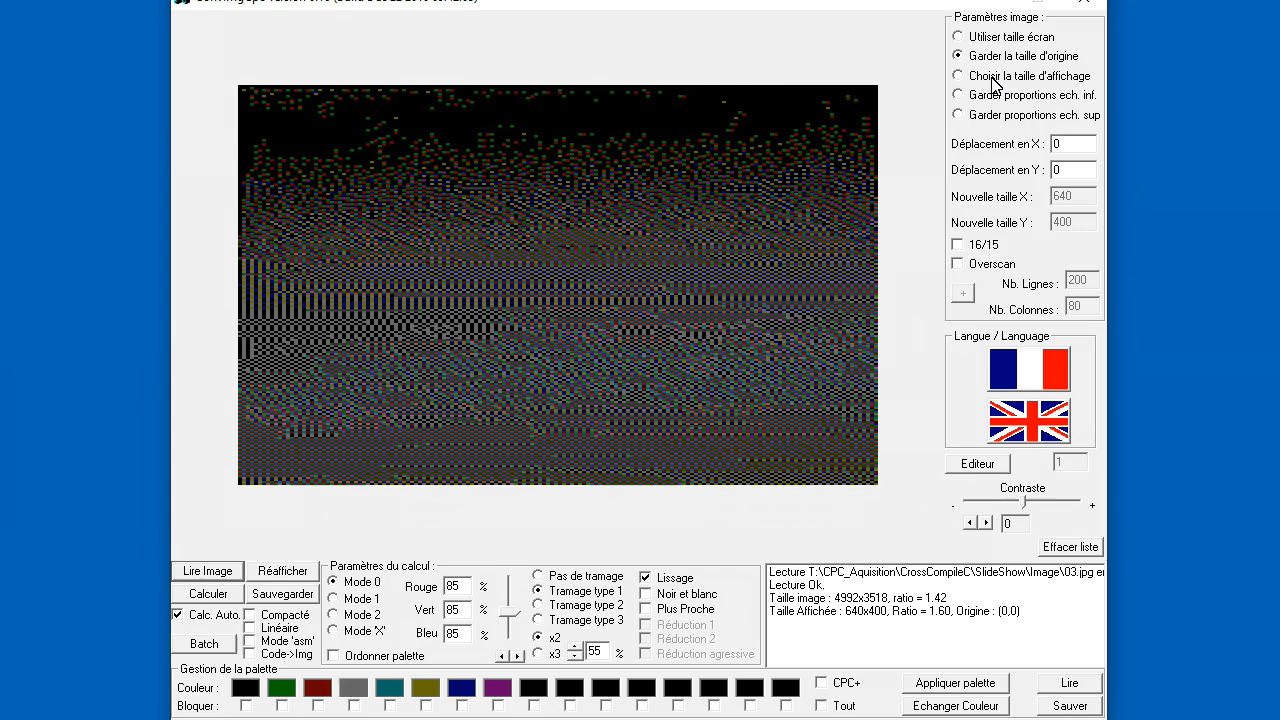 Paramètres image :
Utiliser taille écran
Garder la taille d'origine
Choisir la taille d'affichage
Garder proportions ech. inf.
Garder proportions ech. sup
Déplacement en X : 0
Déplacement en Y : 0
Nouvelle taille X : 640
Nouvelle taille Y : 400
16/15
Overscan
Nb. Lignes : 200
+
Nb. Colonnes : 80
Langue / Language
Editeur 1
Contraste
- +
0
Effacer liste
Lire Image Réafficher
Calculer Sauvegarder
Calc. Auto. Compacté
Linéaire
Mode 'asm'
Batch Code->Img
Paramètres du calcul :
Mode 0
Mode 1
Mode 2
Mode 'X'
Ordonner palette
Rouge 85 %
Vert 85 %
Bleu 85 %
Pas de tramage
Tramage type 1
Tramage type 2
Tramage type 3
x2
x3 55 %
Lissage
Noir et blanc
Plus Proche
Réduction 1
Réduction 2
Réduction agressive
Lecture T:\CPC_Aquisition\CrossCompileC\SlideShow\Image\03.jpg er
Lecture Ok.
Taille image : 4992x3518, ratio = 1.42
Taille Affichée : 640x400, Ratio = 1.60, Origine : (0,0)
Gestion de la palette
Couleur : CPC+ Appliquer palette Lire
Bloquer : Tout Echanger Couleur Sauver